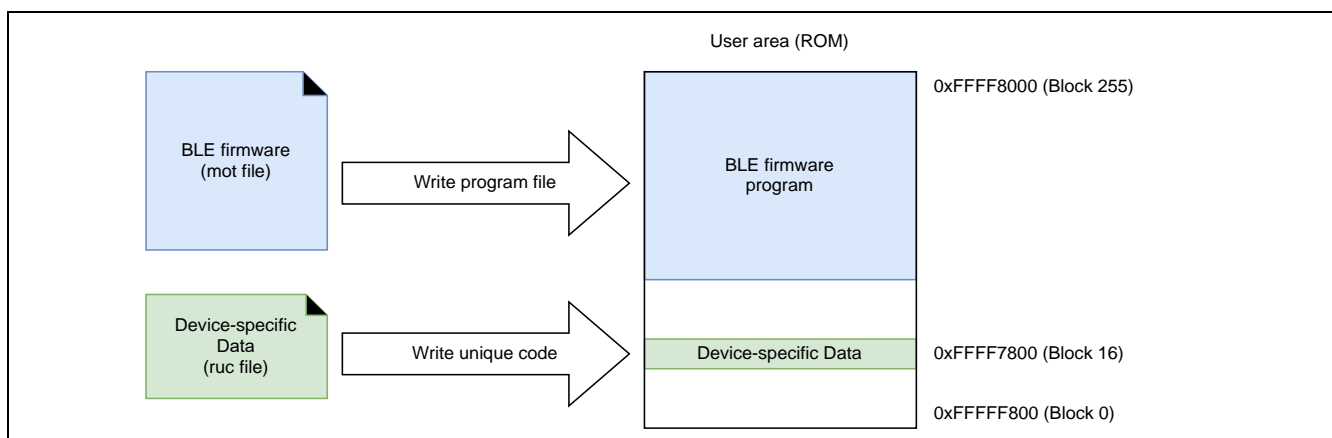 User area (ROM)
0xFFFF8000 (Block 255)
BLE firmware
(mot file)
Write program file
BLE firmware
program
Device-specific
Data
(ruc file)
Write unique code
Device-specific Data
0xFFFF7800 (Block 16)
0xFFFFF800 (Block 0)